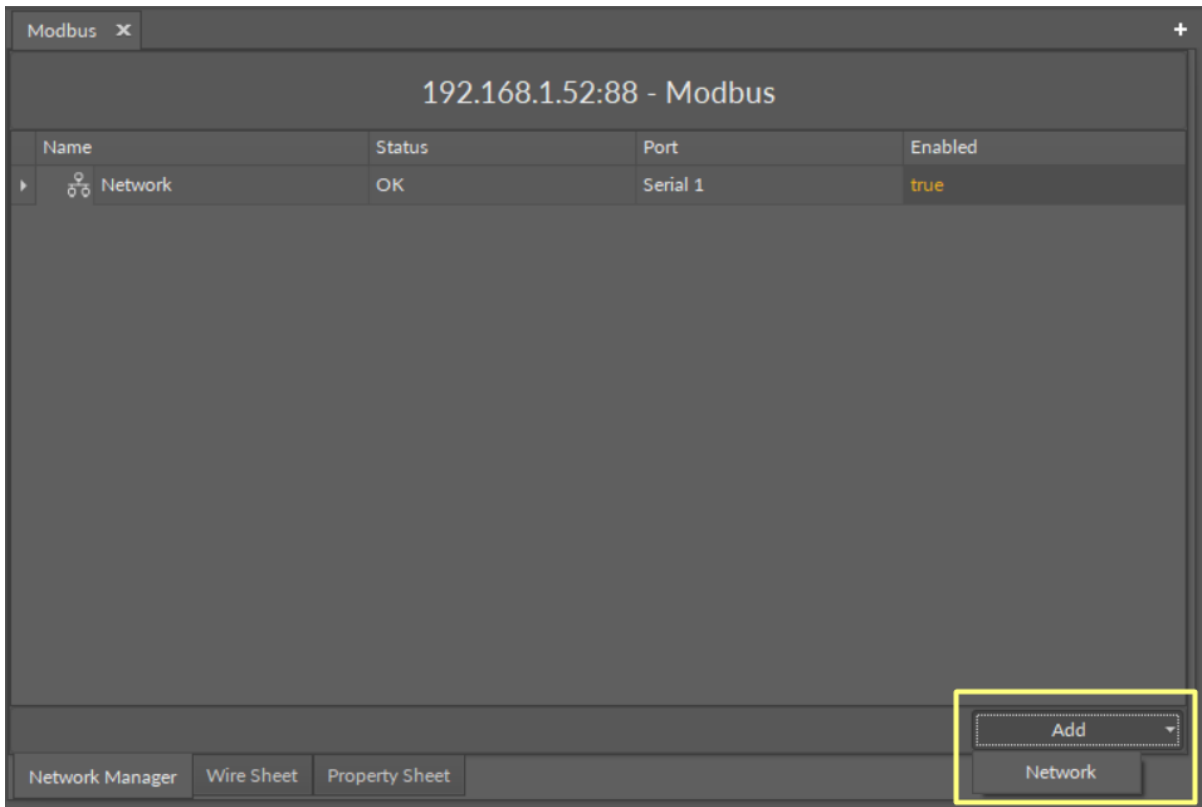 Modbus
192.168.1.52:88 - Modbus
Name Status Port Enabled
Network OK Serial 1 true
Add
Network Manager Wire Sheet Property Sheet Network